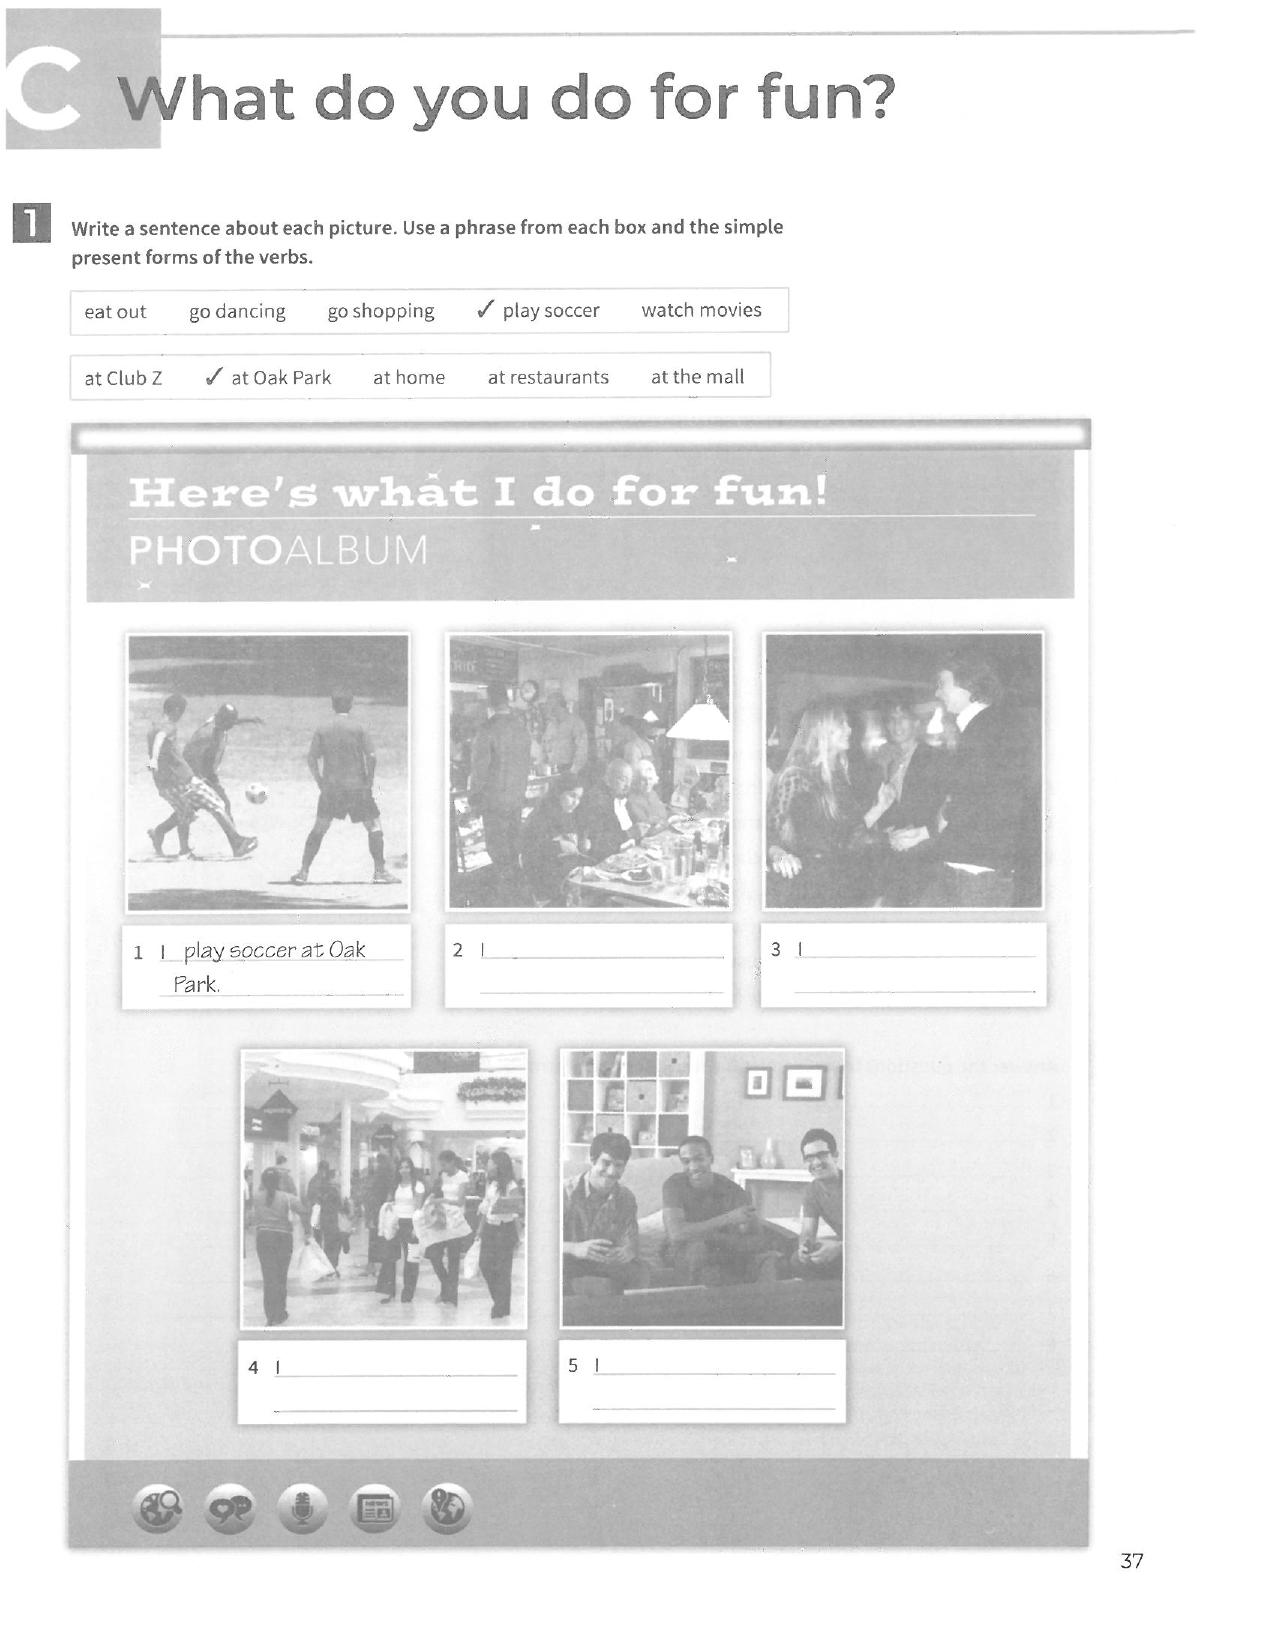 C What do you do for fun?
1 Write a sentence about each picture. Use a phrase from each box and the simple
present forms of the verbs.
eat out go dancing go shopping ✓ play soccer watch movies
at Club Z ✓ at Oak Park at home at restaurants at the mall
Here's what I do for fun!
PHOTOALBUM
1 I play soccer at Oak
Park.
2 I
3 I
4 I
5 I
NEWS
37